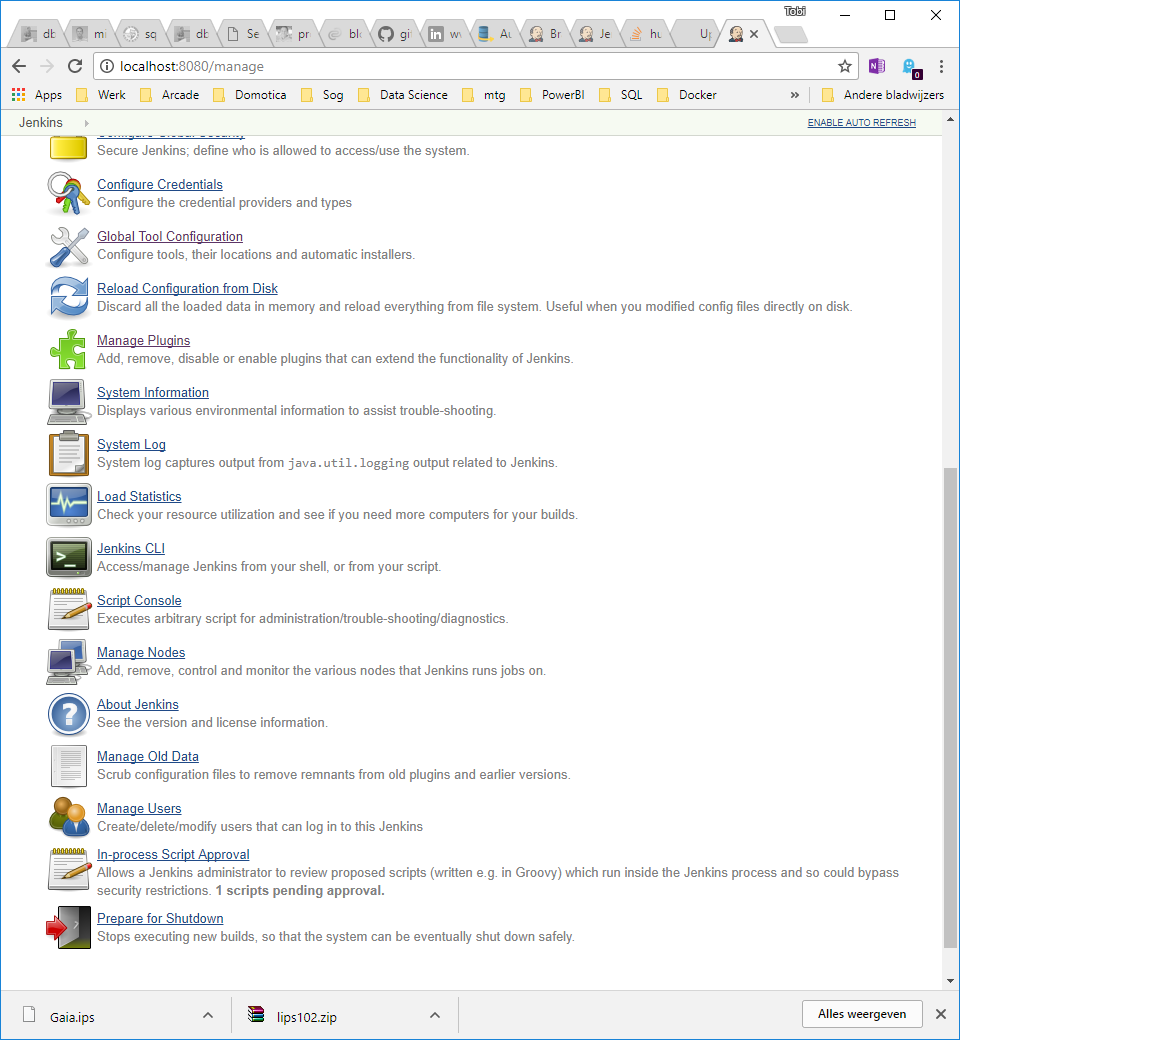 Tobi
db
mi
sq
db
Se
pr
blo
git
w
Au
Br
Je
hu
Up
localhost:8080/manage
0
Apps
Werk
Arcade
Domotica
Sog
Data Science
mtg
PowerBI
SQL
Docker
»
Andere bladwijzers
Jenkins
ENABLE AUTO REFRESH
Configure Global Security
Secure Jenkins; define who is allowed to access/use the system.
Configure Credentials
Configure the credential providers and types
Global Tool Configuration
Configure tools, their locations and automatic installers.
Reload Configuration from Disk
Discard all the loaded data in memory and reload everything from file system. Useful when you modified config files directly on disk.
Manage Plugins
Add, remove, disable or enable plugins that can extend the functionality of Jenkins.
System Information
Displays various environmental information to assist trouble-shooting.
System Log
System log captures output from java.util.logging output related to Jenkins.
Load Statistics
Check your resource utilization and see if you need more computers for your builds.
Jenkins CLI
Access/manage Jenkins from your shell, or from your script.
Script Console
Executes arbitrary script for administration/trouble-shooting/diagnostics.
Manage Nodes
Add, remove, control and monitor the various nodes that Jenkins runs jobs on.
About Jenkins
See the version and license information.
Manage Old Data
Scrub configuration files to remove remnants from old plugins and earlier versions.
Manage Users
Create/delete/modify users that can log in to this Jenkins
In-process Script Approval
Allows a Jenkins administrator to review proposed scripts (written e.g. in Groovy) which run inside the Jenkins process and so could bypass
security restrictions. 1 scripts pending approval.
Prepare for Shutdown
Stops executing new builds, so that the system can be eventually shut down safely.
Gaia.ips
lips102.zip
Alles weergeven